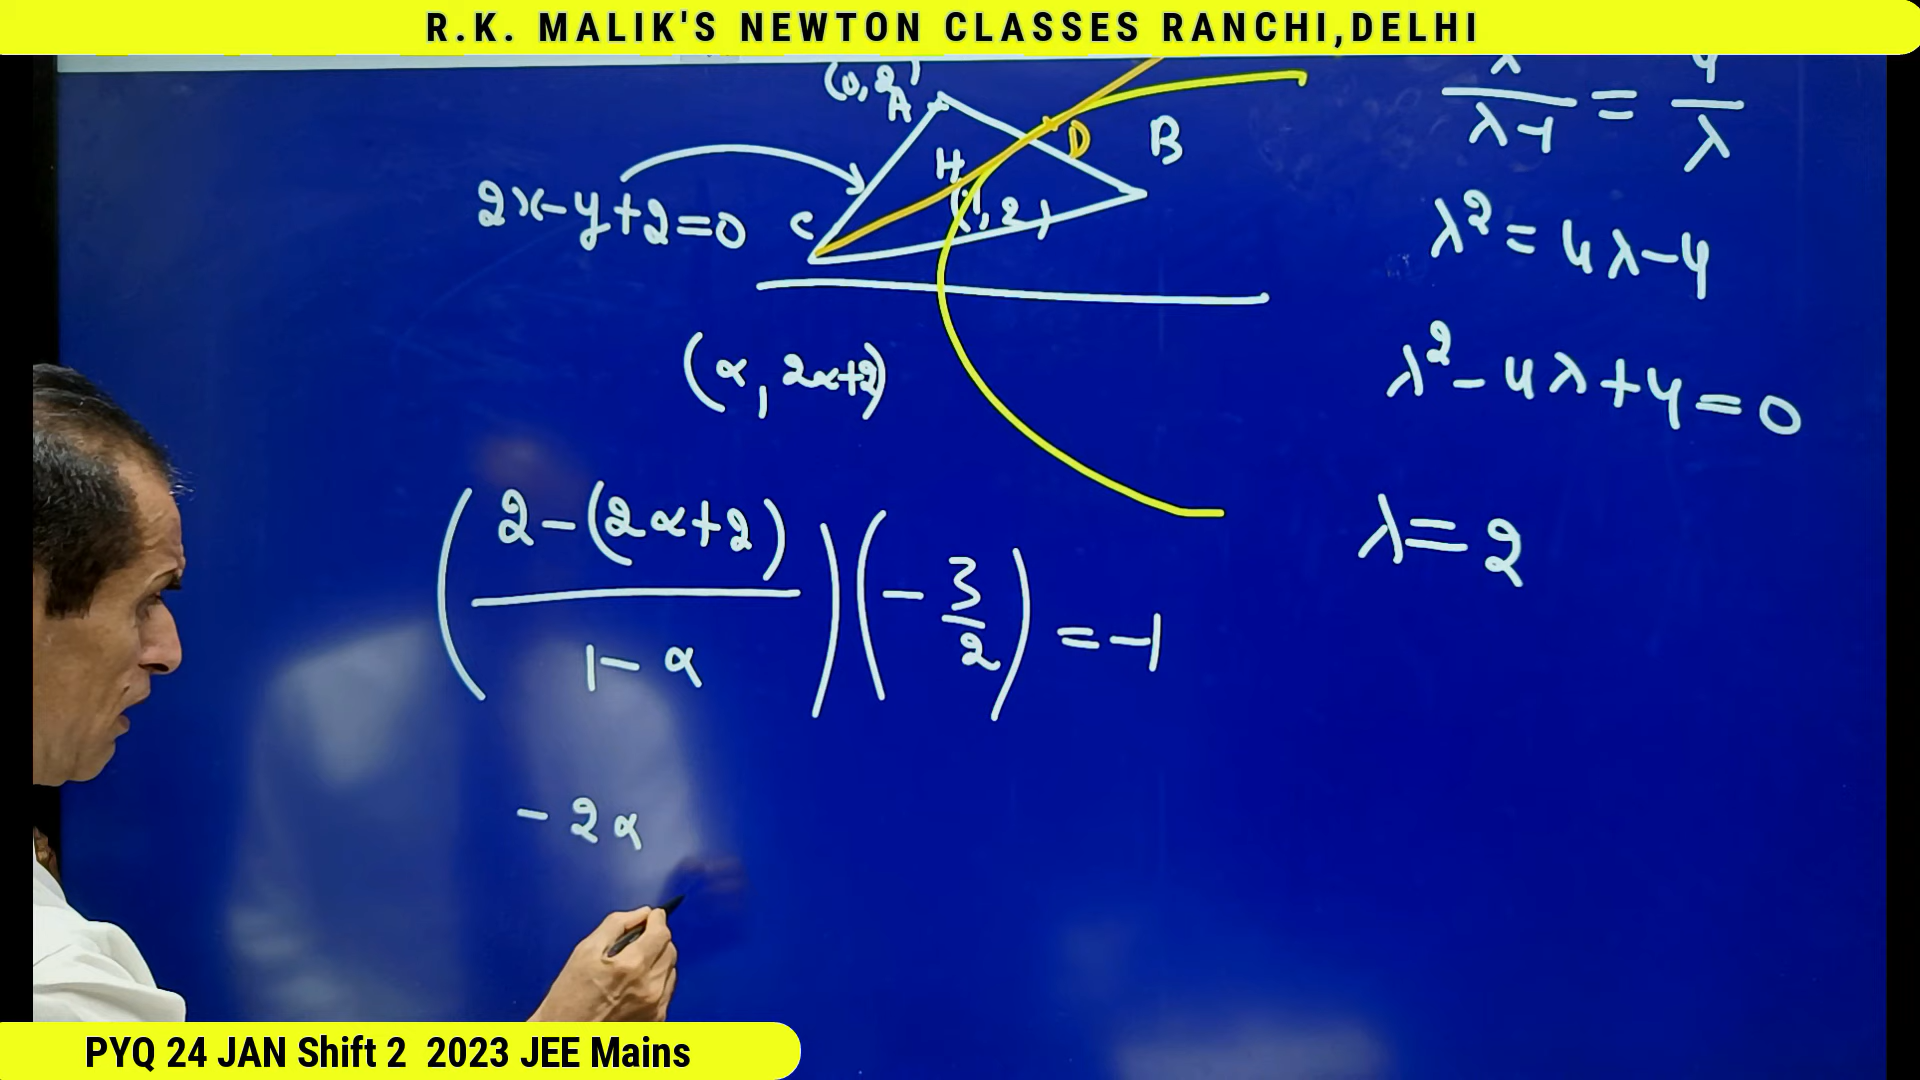 R.K. MALIK'S NEWTON CLASSES RANCHI,DELHI
(0, 2)
A
D
B
H
(1, 2)
C
2x-y+2=0
(α, 2α+2)
(2-(2α+2)/1-α)(-3/2)=-1
-2α
λ/λ-1 = 4/λ
λ²=4λ-4
λ²-4λ+4=0
λ=2
PYQ 24 JAN Shift 2 2023 JEE Mains